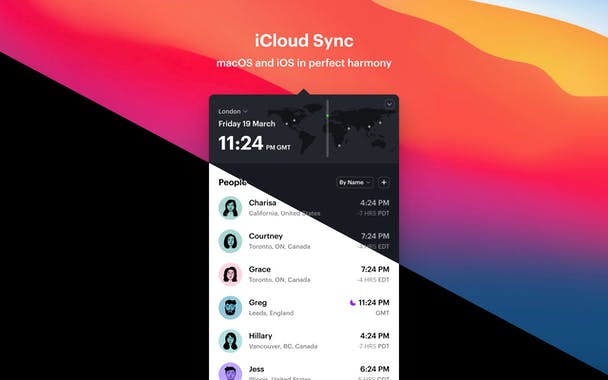 iCloud Sync
macOS and iOS in perfect harmony
London
Friday 19 March
11:24 PM GMT
People
By Name
Charisa
4:24 PM
California, United States
-7 HRS PDT
Courtney
7:24 PM
Toronto, ON, Canada
-4 HRS EDT
Grace
7:24 PM
Toronto, ON, Canada
-4 HRS EDT
Greg
11:24 PM
Leeds, England
GMT
Hillary
4:24 PM
Vancouver, BC, Canada
-7 HRS PDT
Jess
6:24 PM
Illinois, United States
-5 HRS CDT